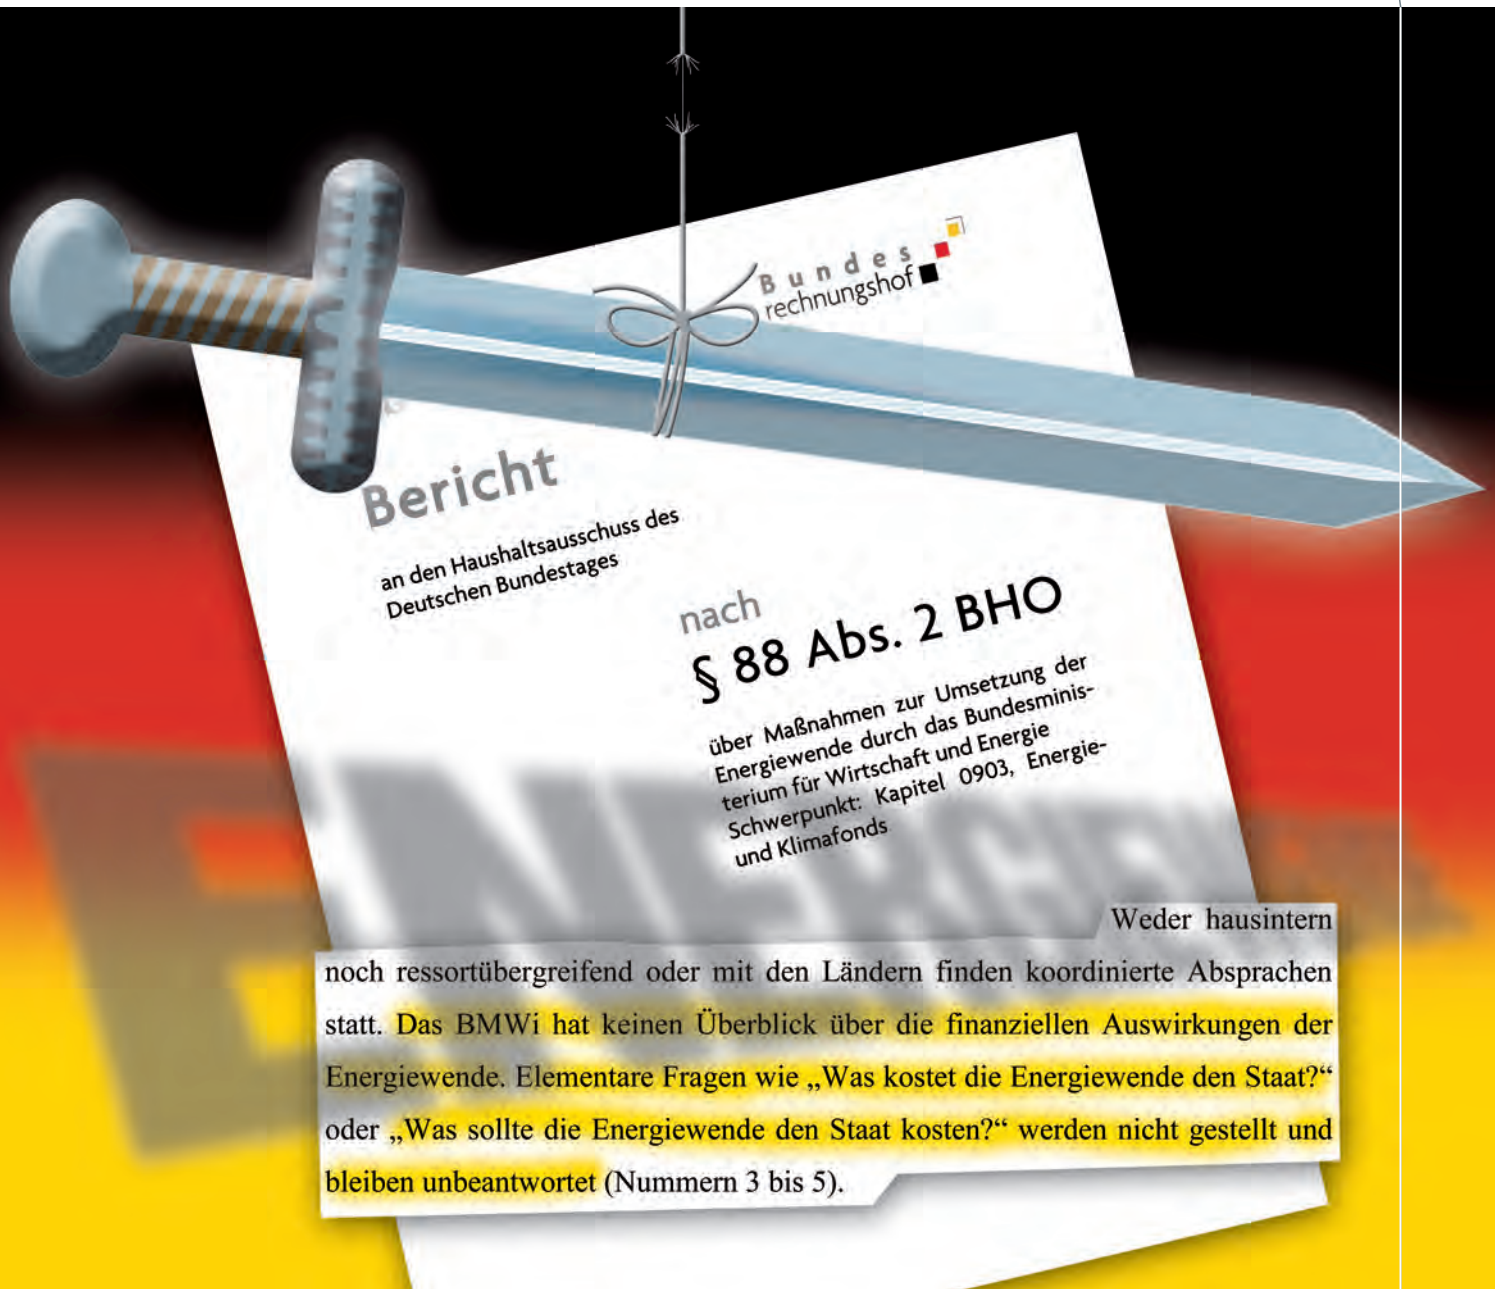 Bundes
rechnungshof
Bericht
an den Haushaltsausschuss des
Deutschen Bundestages
nach
§ 88 Abs. 2 BHO
über Maßnahmen zur Umsetzung der
Energiewende durch das Bundesminis-
terium für Wirtschaft und Energie
Schwerpunkt: Kapitel 0903, Energie-
und Klimafonds
Weder hausintern
noch ressortübergreifend oder mit den Ländern finden koordinierte Absprachen
statt. Das BMWi hat keinen Überblick über die finanziellen Auswirkungen der
Energiewende. Elementare Fragen wie „Was kostet die Energiewende den Staat?“
oder „Was sollte die Energiewende den Staat kosten?“ werden nicht gestellt und
bleiben unbeantwortet (Nummern 3 bis 5).